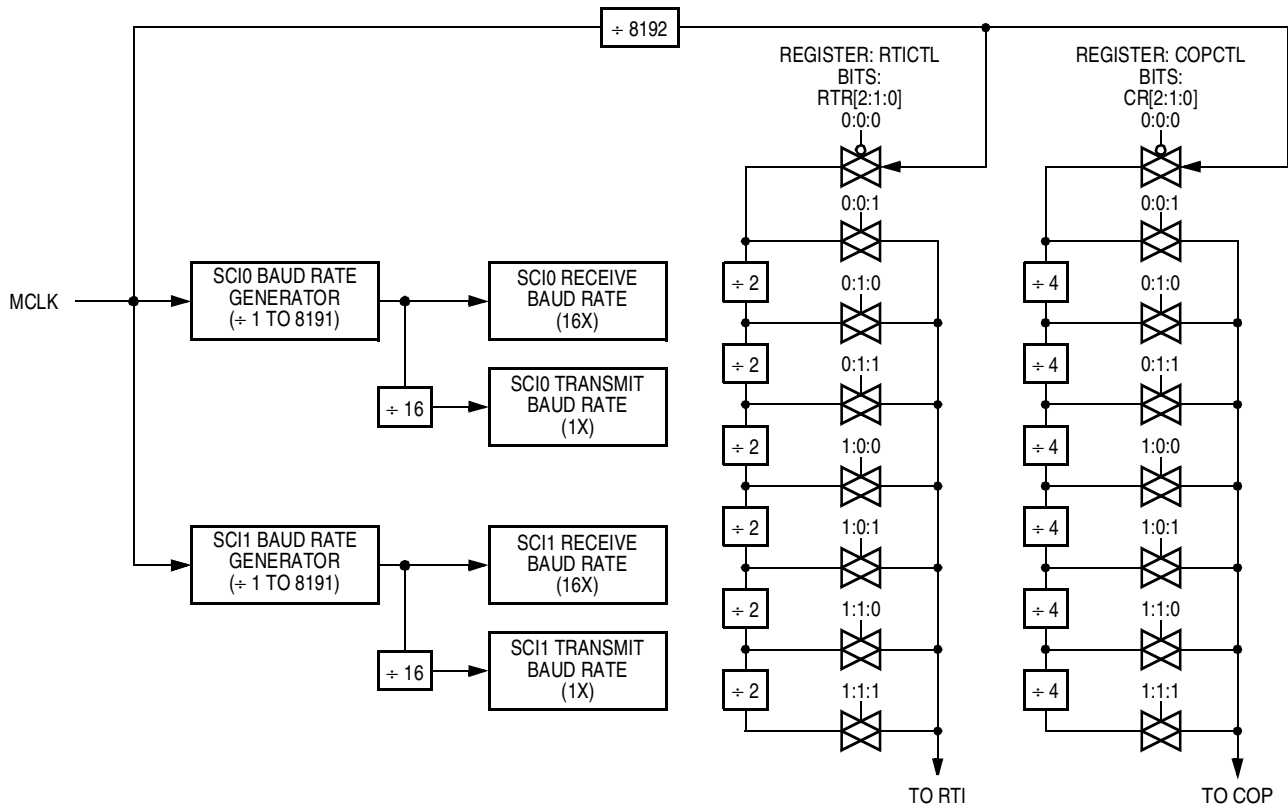 ÷ 8192
REGISTER: RTICTL
BITS:
RTR[2:1:0]
0:0:0
REGISTER: COPCTL
BITS:
CR[2:1:0]
0:0:0
0:0:1
0:0:1
MCLK
SCI0 BAUD RATE
GENERATOR
(÷ 1 TO 8191)
SCI0 RECEIVE
BAUD RATE
(16X)
÷ 16
SCI0 TRANSMIT
BAUD RATE
(1X)
SCI1 BAUD RATE
GENERATOR
(÷ 1 TO 8191)
SCI1 RECEIVE
BAUD RATE
(16X)
÷ 16
SCI1 TRANSMIT
BAUD RATE
(1X)
÷ 2
0:1:0
÷ 2
0:1:1
÷ 2
1:0:0
÷ 2
1:0:1
÷ 2
1:1:0
÷ 2
1:1:1
TO RTI
÷ 4
0:1:0
÷ 4
0:1:1
÷ 4
1:0:0
÷ 4
1:0:1
÷ 4
1:1:0
÷ 4
1:1:1
TO COP